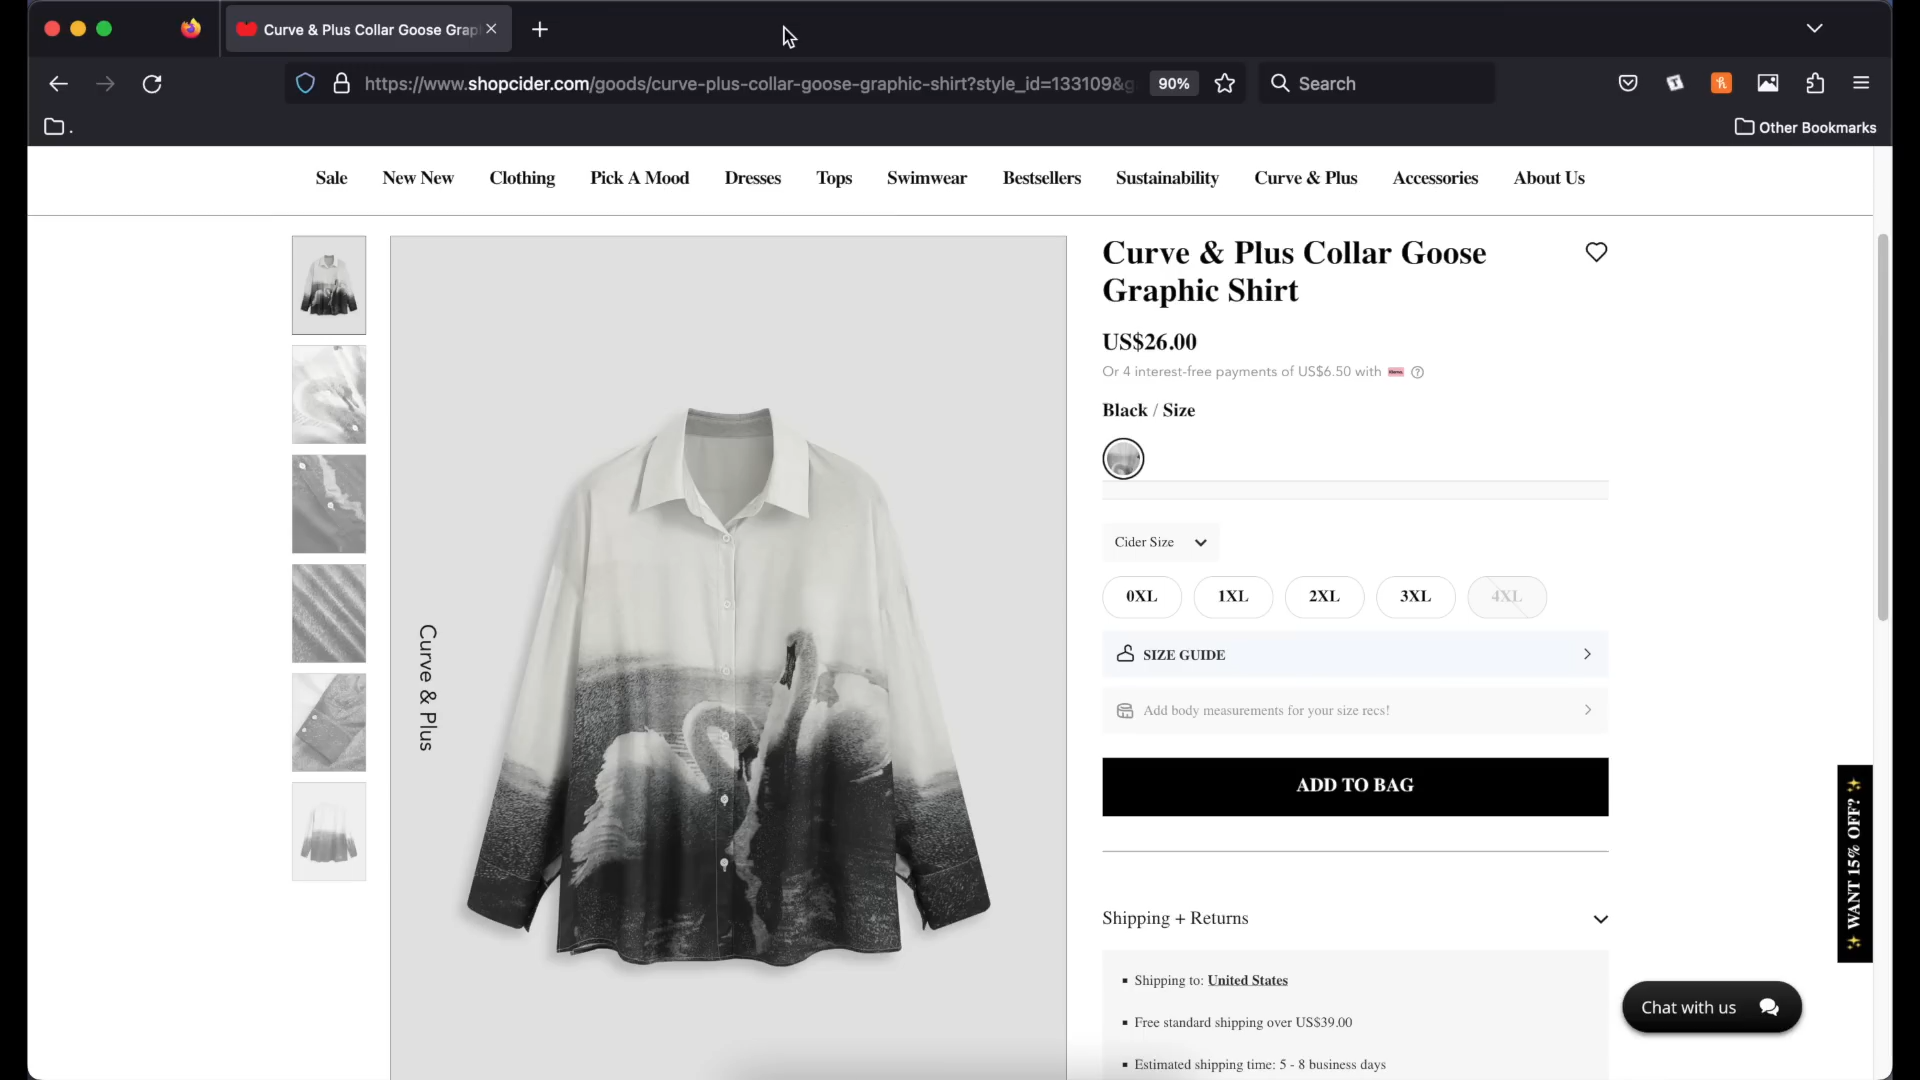 Curve & Plus Collar Goose Grap
https://www.shopcider.com/goods/curve-plus-collar-goose-graphic-shirt?style_id=133109&g
90%
Search
.
Other Bookmarks
Sale
New New
Clothing
Pick A Mood
Dresses
Tops
Swimwear
Bestsellers
Sustainability
Curve & Plus
Accessories
About Us
Curve & Plus
Curve & Plus Collar Goose
Graphic Shirt
US$26.00
Or 4 interest-free payments of US$6.50 with Klarna.
Black / Size
Cider Size
0XL
1XL
2XL
3XL
4XL
SIZE GUIDE
Add body measurements for your size recs!
ADD TO BAG
Shipping + Returns
▪ Shipping to: United States
▪ Free standard shipping over US$39.00
▪ Estimated shipping time: 5 - 8 business days
✨ WANT 15% OFF? ✨
Chat with us